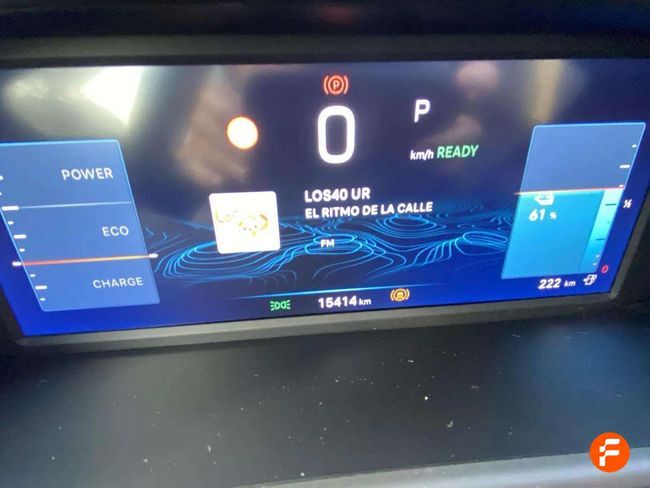 P
0
P
km/h READY
POWER
ECO
CHARGE
LOS40 UR
EL RITMO DE LA CALLE
FM
61 %
½
0
15414 km
222 km